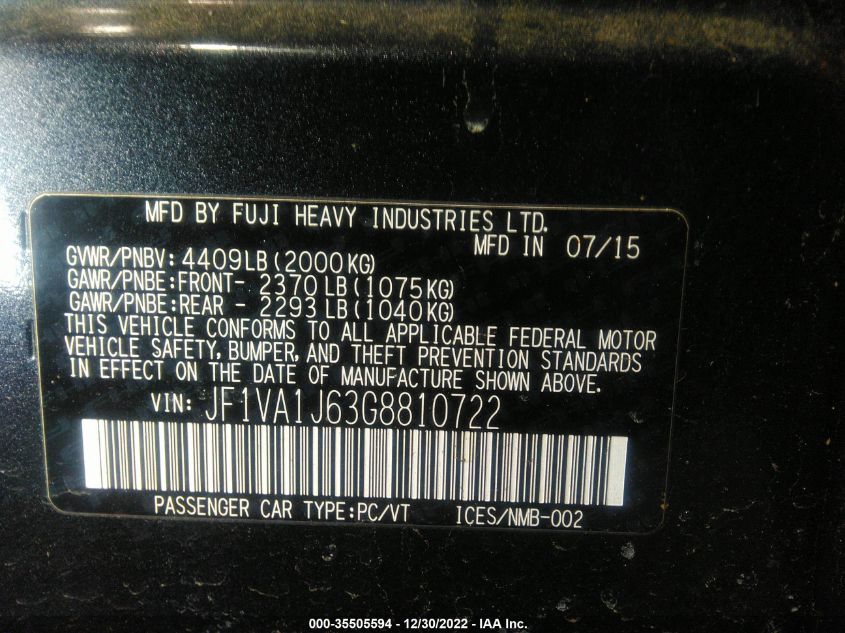 MFD BY FUJI HEAVY INDUSTRIES LTD.
MFD IN 07/15
GVWR/PNBV: 4409LB(2000KG)
GAWR/PNBE:FRONT- 2370LB(1075KG)
GAWR/PNBE:REAR - 2293LB(1040KG)
THIS VEHICLE CONFORMS TO ALL APPLICABLE FEDERAL MOTOR
VEHICLE SAFETY, BUMPER, AND THEFT PREVENTION STANDARDS
IN EFFECT ON THE DATE OF MANUFACTURE SHOWN ABOVE.
VIN: JF1VA1J63G8810722
PASSENGER CAR TYPE:PC/VT ICES/NMB-002
000-35505594 - 12/30/2022 - IAA Inc.